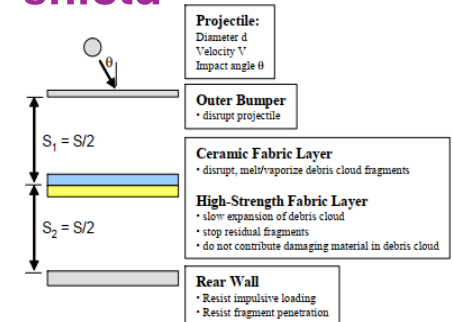 shield
Projectile:
Diameter d
Velocity V
Impact angle θ
θ
Outer Bumper
• disrupt projectile
S1 = S/2
Ceramic Fabric Layer
• disrupt, melt/vaporize debris cloud fragments
High-Strength Fabric Layer
• slow expansion of debris cloud
• stop residual fragments
• do not contribute damaging material in debris cloud
S2 = S/2
Rear Wall
• Resist impulsive loading
• Resist fragment penetration